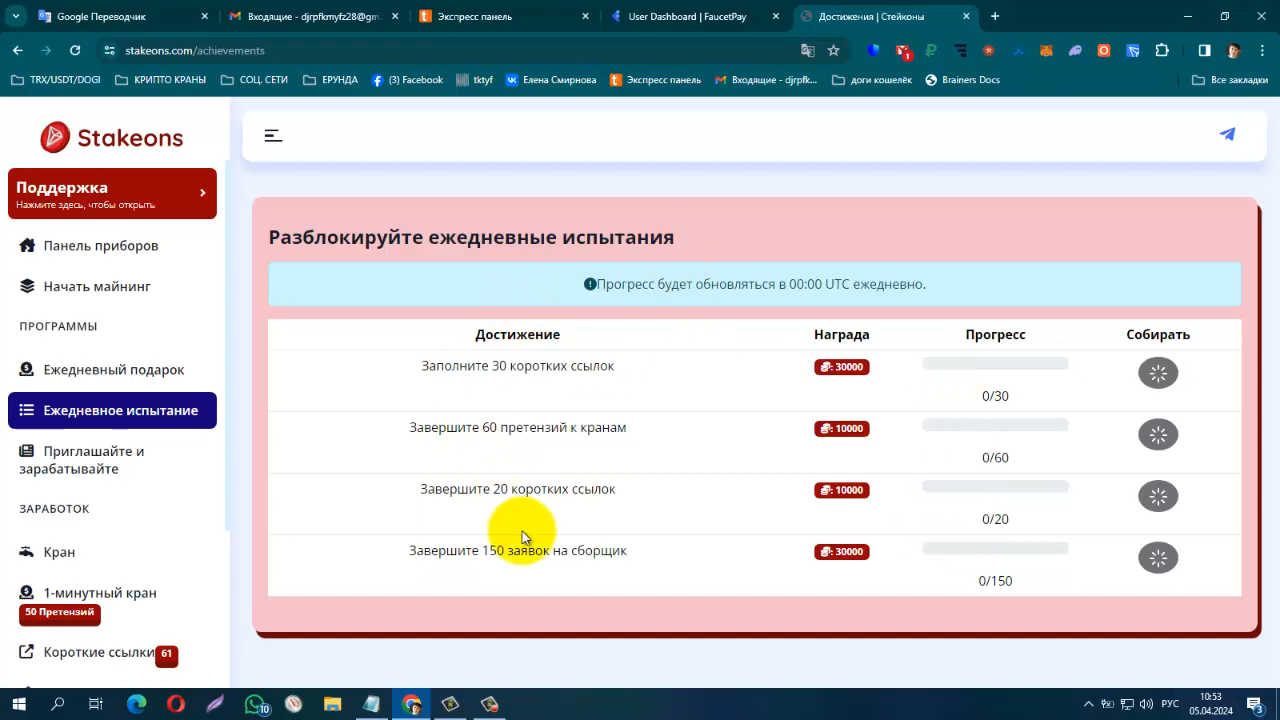 Google Переводчик
Входящие - djrpfkmyfz28@gm
Экспресс панель
User Dashboard | FaucetPay
Достижения | Стейконы
stakeons.com/achievements
1
TRX/USDT/DOGI
КРИПТО КРАНЫ
СОЦ. СЕТИ
ЕРУНДА
(3) Facebook
tktyf
Елена Смирнова
Экспресс панель
Входящие - djrpfk...
доги кошелёк
Brainers Docs
Все закладки
Stakeons
Поддержка
Нажмите здесь, чтобы открыть
Панель приборов
Начать майнинг
ПРОГРАММЫ
Ежедневный подарок
Ежедневное испытание
Приглашайте и
зарабатывайте
ЗАРАБОТОК
Кран
1-минутный кран
50 Претензий
Короткие ссылки
61
Разблокируйте ежедневные испытания
Прогресс будет обновляться в 00:00 UTC ежедневно.
Достижение Награда Прогресс Собирать
Заполните 30 коротких ссылок : 30000
0/30
Завершите 60 претензий к кранам : 10000
0/60
Завершите 20 коротких ссылок : 10000
0/20
Завершите 150 заявок на сборщик : 30000
0/150
10
РУС
10:53
05.04.2024
3